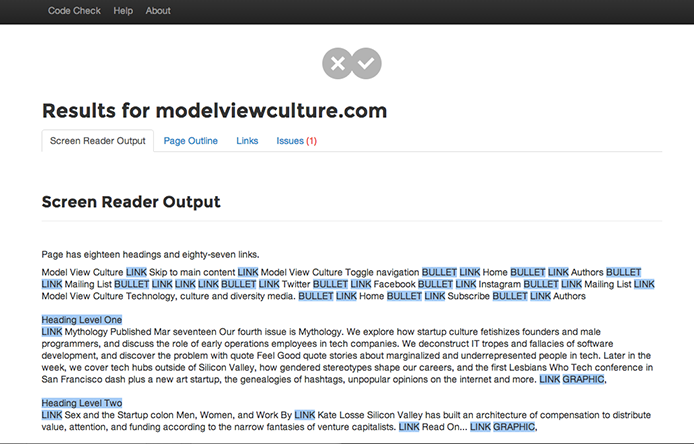 Code Check Help About
Results for modelviewculture.com
Screen Reader Output Page Outline Links Issues (1)
Screen Reader Output
Page has eighteen headings and eighty-seven links.
Model View Culture LINK Skip to main content LINK Model View Culture Toggle navigation BULLET LINK Home BULLET LINK Authors BULLET
LINK Mailing List BULLET LINK LINK LINK BULLET LINK Twitter BULLET LINK Facebook BULLET LINK Instagram BULLET LINK Mailing List LINK
Model View Culture Technology, culture and diversity media. BULLET LINK Home BULLET LINK Subscribe BULLET LINK Authors
Heading Level One
LINK Mythology Published Mar seventeen Our fourth issue is Mythology. We explore how startup culture fetishizes founders and male
programmers, and discuss the role of early operations employees in tech companies. We deconstruct IT tropes and fallacies of software
development, and discover the problem with quote Feel Good quote stories about marginalized and underrepresented people in tech. Later in the
week, we cover tech hubs outside of Silicon Valley, how gendered stereotypes shape our careers, and the first Lesbians Who Tech conference in
San Francisco dash plus a new art startup, the genealogies of hashtags, unpopular opinions on the internet and more. LINK GRAPHIC,
Heading Level Two
LINK Sex and the Startup colon Men, Women, and Work By LINK Kate Losse Silicon Valley has built an architecture of compensation to distribute
value, attention, and funding according to the narrow fantasies of venture capitalists. LINK Read On... LINK GRAPHIC,